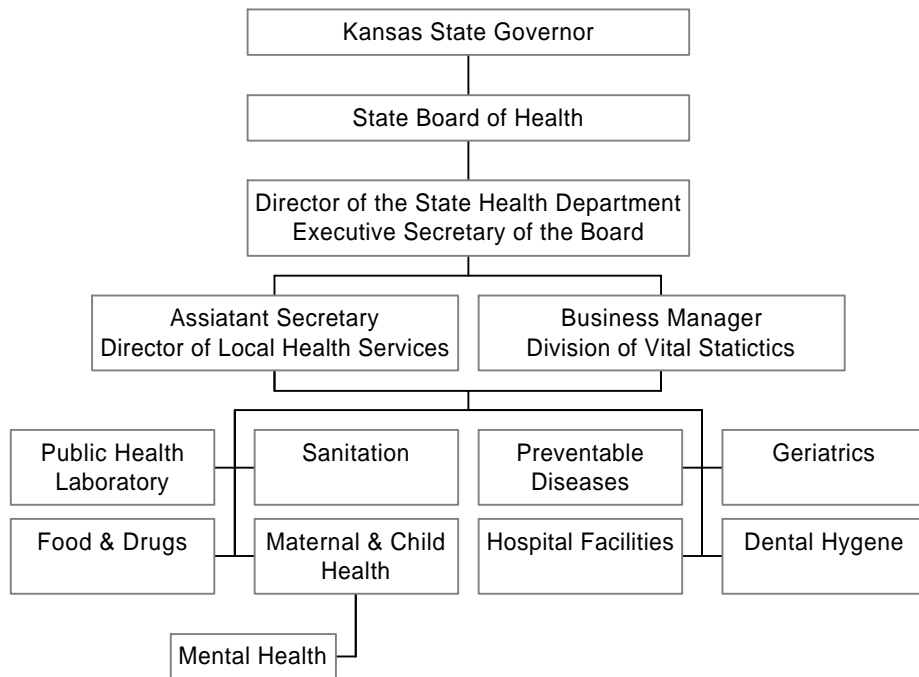 Kansas State Governor
State Board of Health
Director of the State Health Department
Executive Secretary of the Board
Assiatant Secretary
Director of Local Health Services
Business Manager
Division of Vital Statictics
Public Health
Laboratory
Sanitation
Preventable
Diseases
Geriatrics
Food & Drugs
Maternal & Child
Health
Hospital Facilities
Dental Hygene
Mental Health